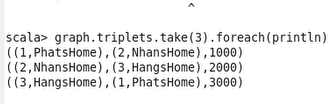 ^
scala> graph.triplets.take(3).foreach(println)
((1,PhatsHome),(2,NhansHome),1000)
((2,NhansHome),(3,HangsHome),2000)
((3,HangsHome),(1,PhatsHome),3000)